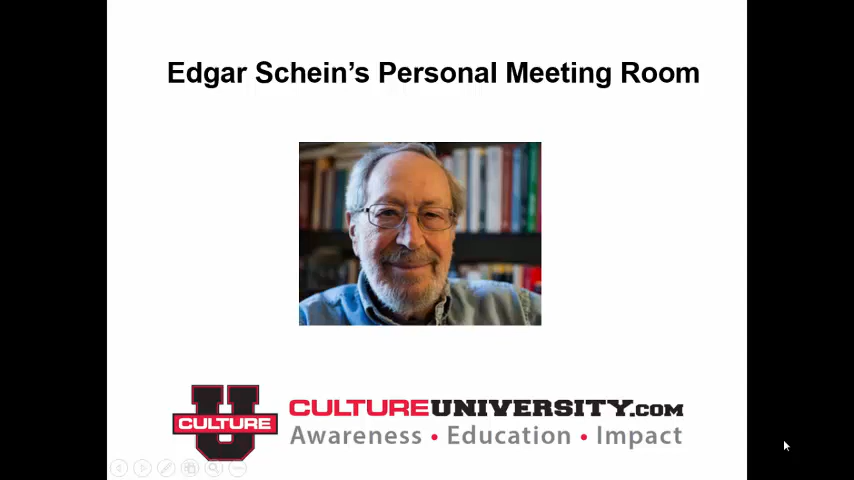 Edgar Schein’s Personal Meeting Room
CULTURE
CULTUREUNIVERSITY.COM
Awareness • Education • Impact